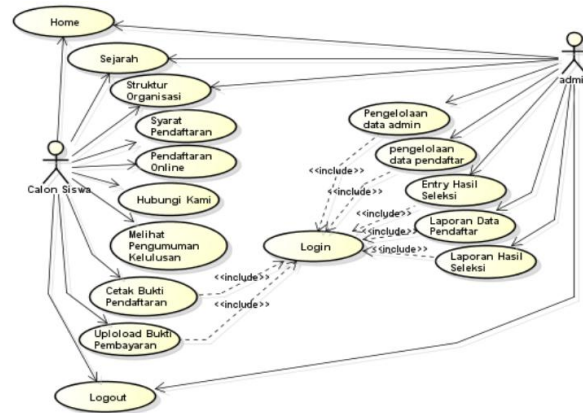 Home
Sejarah
Struktur
Organisasi
Syarat
Pendaftaran
Pendaftaran
Online
Hubungi Kami
Melihat
Pengumuman
Kelulusan
Cetak Bukti
Pendaftaran
Uploload Bukti
Pembayaran
Logout
Calon Siswa
<<include>>
<<include>>
Login
<<include>>
<<include>>
<<include>>
<<include>>
<<include>>
Pengelolaan
data admin
pengelolaan
data pendaftar
Entry Hasil
Seleksi
Laporan Data
Pendaftar
Laporan Hasil
Seleksi
admi